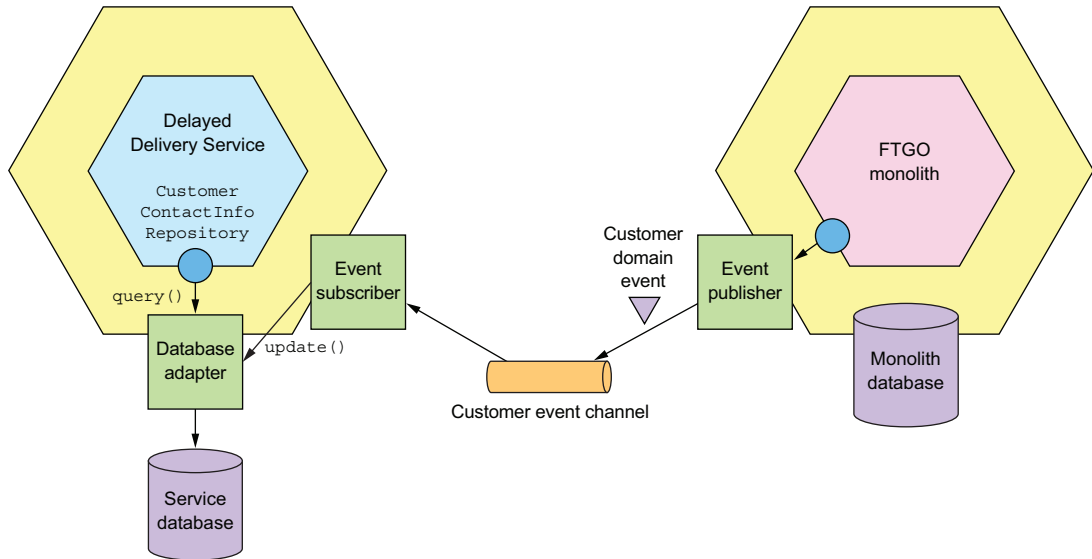 Delayed
Delivery Service
Customer
ContactInfo
Repository
query()
Database
adapter
update()
Event
subscriber
Service
database
Customer event channel
Customer
domain
event
Event
publisher
FTGO
monolith
Monolith
database